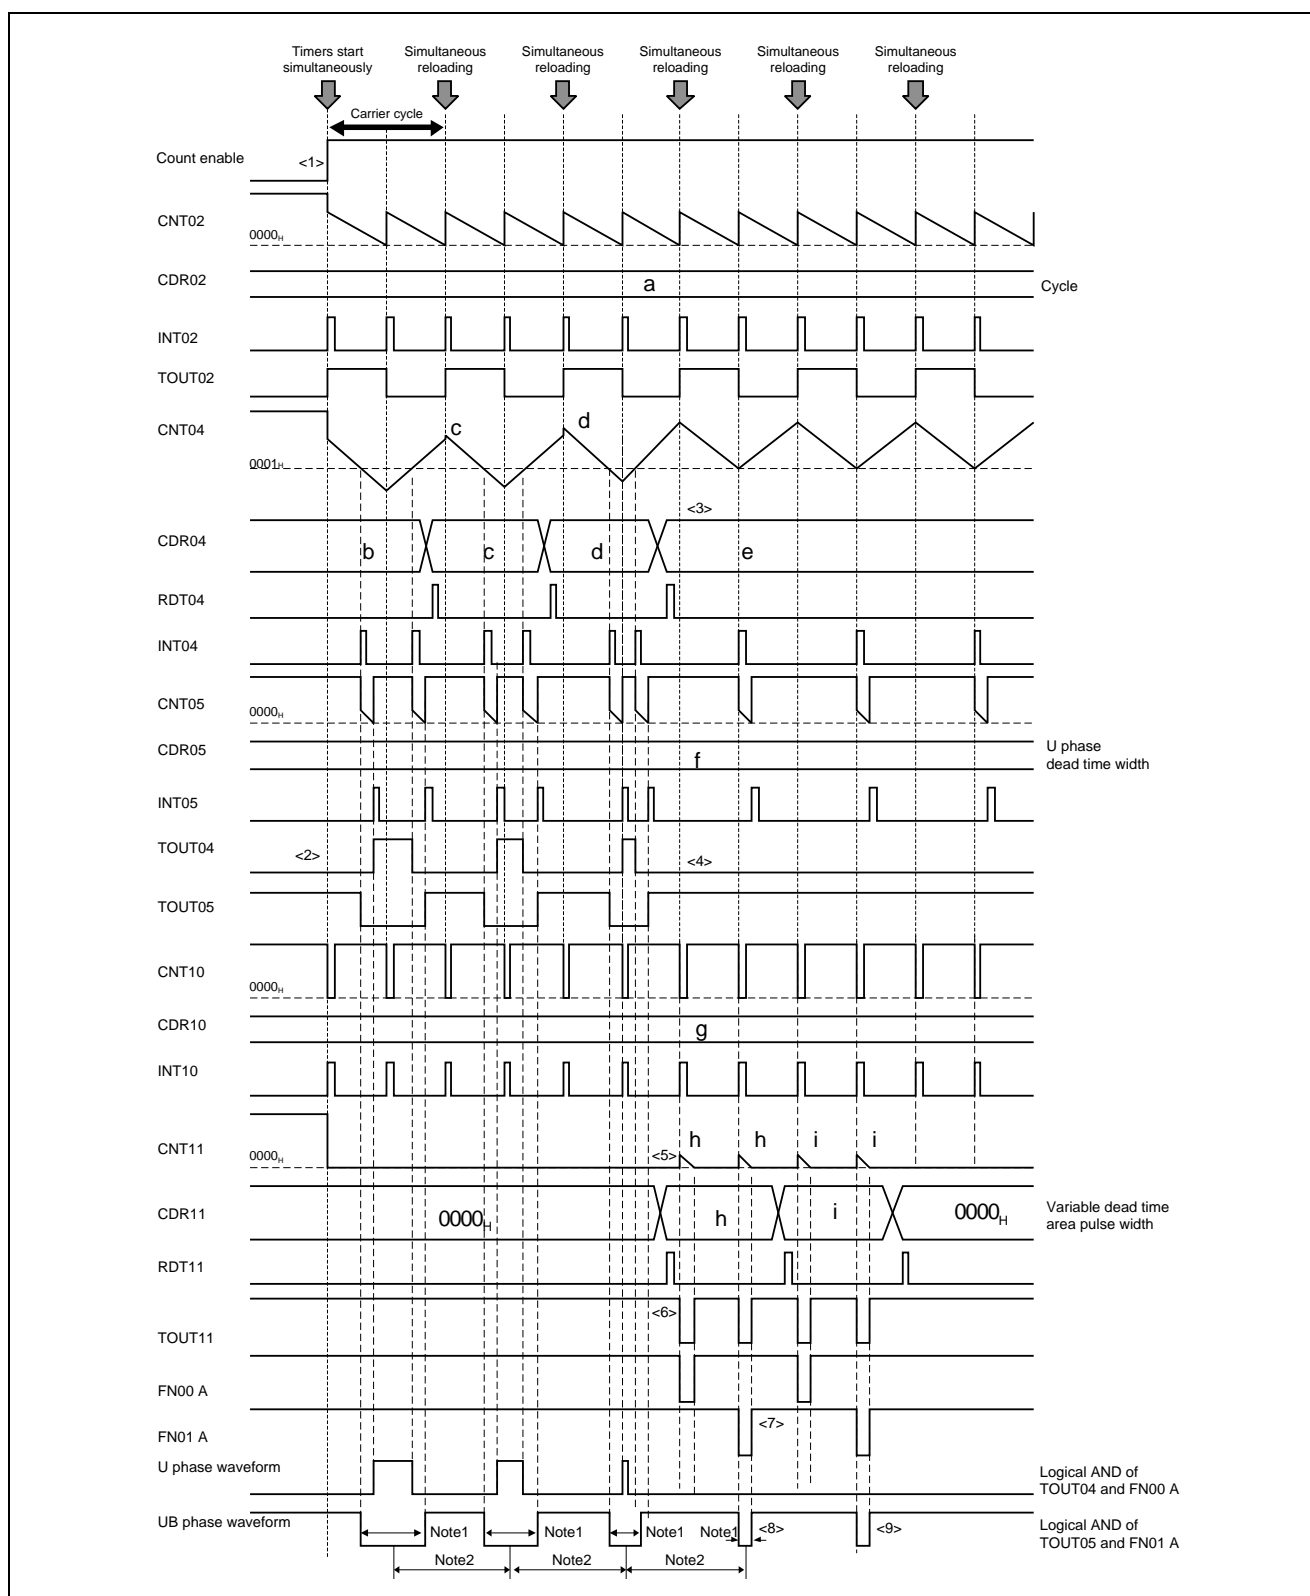 Timers start simultaneously
Simultaneous reloading
Simultaneous reloading
Simultaneous reloading
Simultaneous reloading
Simultaneous reloading
Carrier cycle
Count enable <1>
CNT02
0000H
CDR02 a Cycle
INT02
TOUT02
CNT04 c d
0001H
<3>
CDR04 b c d e
RDT04
INT04
CNT05
0000H
CDR05 f U phase dead time width
INT05
TOUT04 <2> <4>
TOUT05
CNT10
0000H
CDR10 g
INT10
CNT11 h h i i
0000H <5>
CDR11 0000H h i 0000H Variable dead time area pulse width
RDT11
<6>
TOUT11
FN00 A
FN01 A <7>
U phase waveform Logical AND of TOUT04 and FN00 A
UB phase waveform Note1 Note1 Note1 Note1 <8> <9> Logical AND of TOUT05 and FN01 A
Note2 Note2 Note2